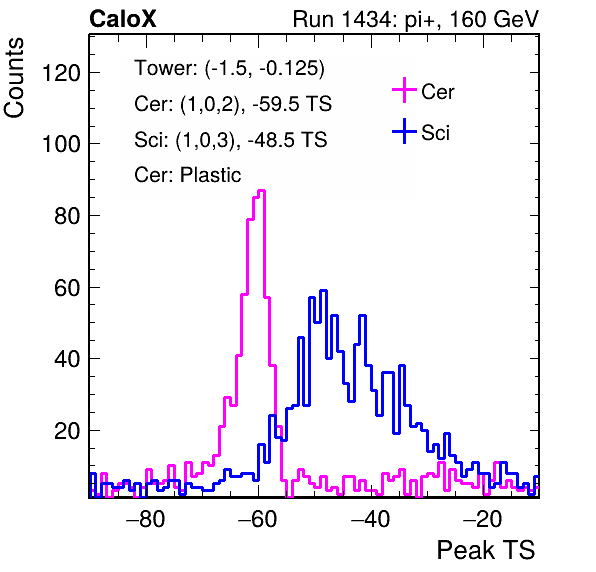 CaloX Run 1434: pi+, 160 GeV
Counts
Tower: (-1.5, -0.125)
Cer: (1,0,2), -59.5 TS
Sci: (1,0,3), -48.5 TS
Cer: Plastic
Cer
Sci
120
100
80
60
40
20
−80 −60 −40 −20
Peak TS